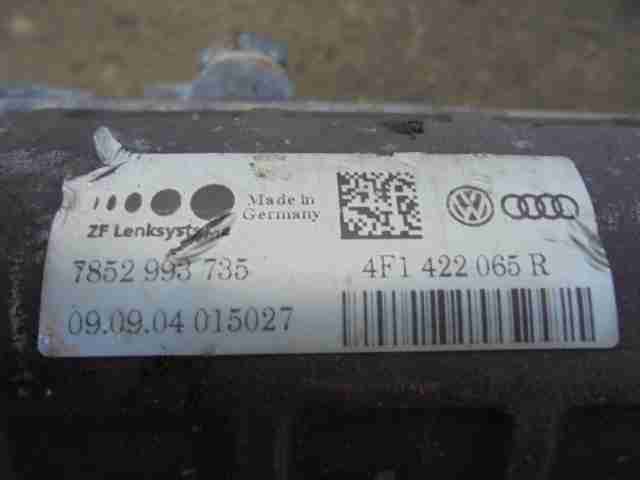 Made in
Germany
ZF Lenksysteme
7852 993 735
4F1 422 065 R
09.09.04 015027